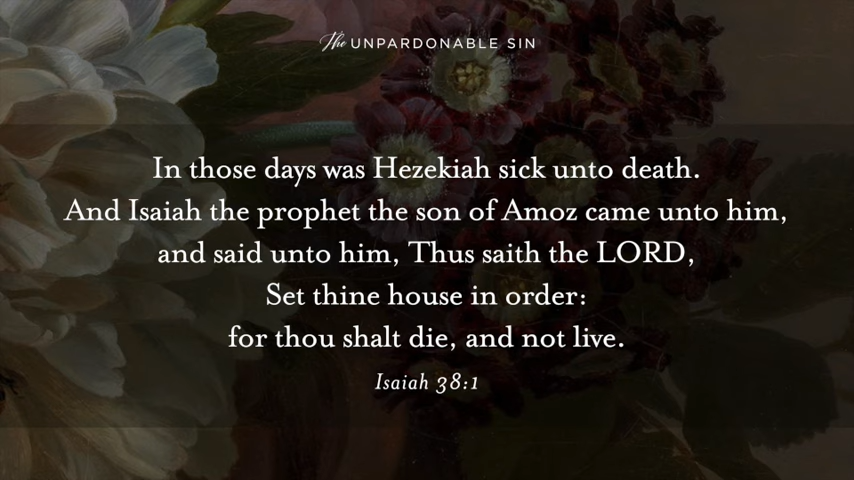 The UNPARDONABLE SIN
In those days was Hezekiah sick unto death.
And Isaiah the prophet the son of Amoz came unto him,
and said unto him, Thus saith the LORD,
Set thine house in order:
for thou shalt die, and not live.
Isaiah 38:1